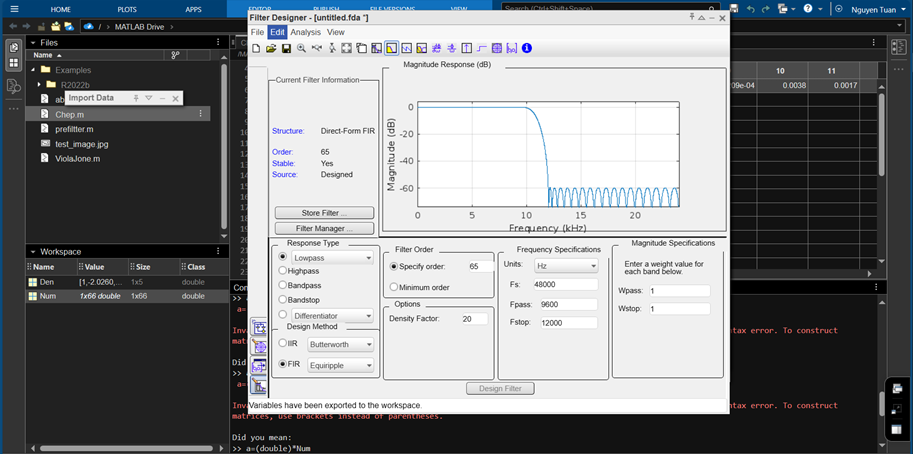 HOME
PLOTS
APPS
EDITOR
PUBLISH
FILE VERSIONS
VIEW
Search (Ctrl+Shift+Space)
Nguyen Tuan
/ MATLAB Drive /
Files
Name
Examples
R2022b
ab
Import Data
Chep.m
prefiltter.m
test_image.jpg
ViolaJone.m
Workspace
Name Value Size Class
Den [1,-2.0260,... 1x5 double
Num 1x66 double 1x66 double
Filter Designer - [untitled.fda *]
File Edit Analysis View
Current Filter Information
Structure: Direct-Form FIR
Order: 65
Stable: Yes
Source: Designed
Store Filter ...
Filter Manager ...
Magnitude Response (dB)
Magnitude (dB)
0
-20
-40
-60
0 5 10 15 20
Frequency (kHz)
Response Type
Lowpass
Highpass
Bandpass
Bandstop
Differentiator
Design Method
IIR Butterworth
FIR Equiripple
Filter Order
Specify order: 65
Minimum order
Options
Density Factor: 20
Frequency Specifications
Units: Hz
Fs: 48000
Fpass: 9600
Fstop: 12000
Magnitude Specifications
Enter a weight value for
each band below.
Wpass: 1
Wstop: 1
Design Filter
Variables have been exported to the workspace.
10 11
09e-04 0.0038 0.0017
Command
>> a=
a=
Inva
ntax error. To construct
mat
Did
>> a
a=
Inva
ntax error. To construct
matrices, use brackets instead of parentheses.
Did you mean:
>> a=(double)*Num